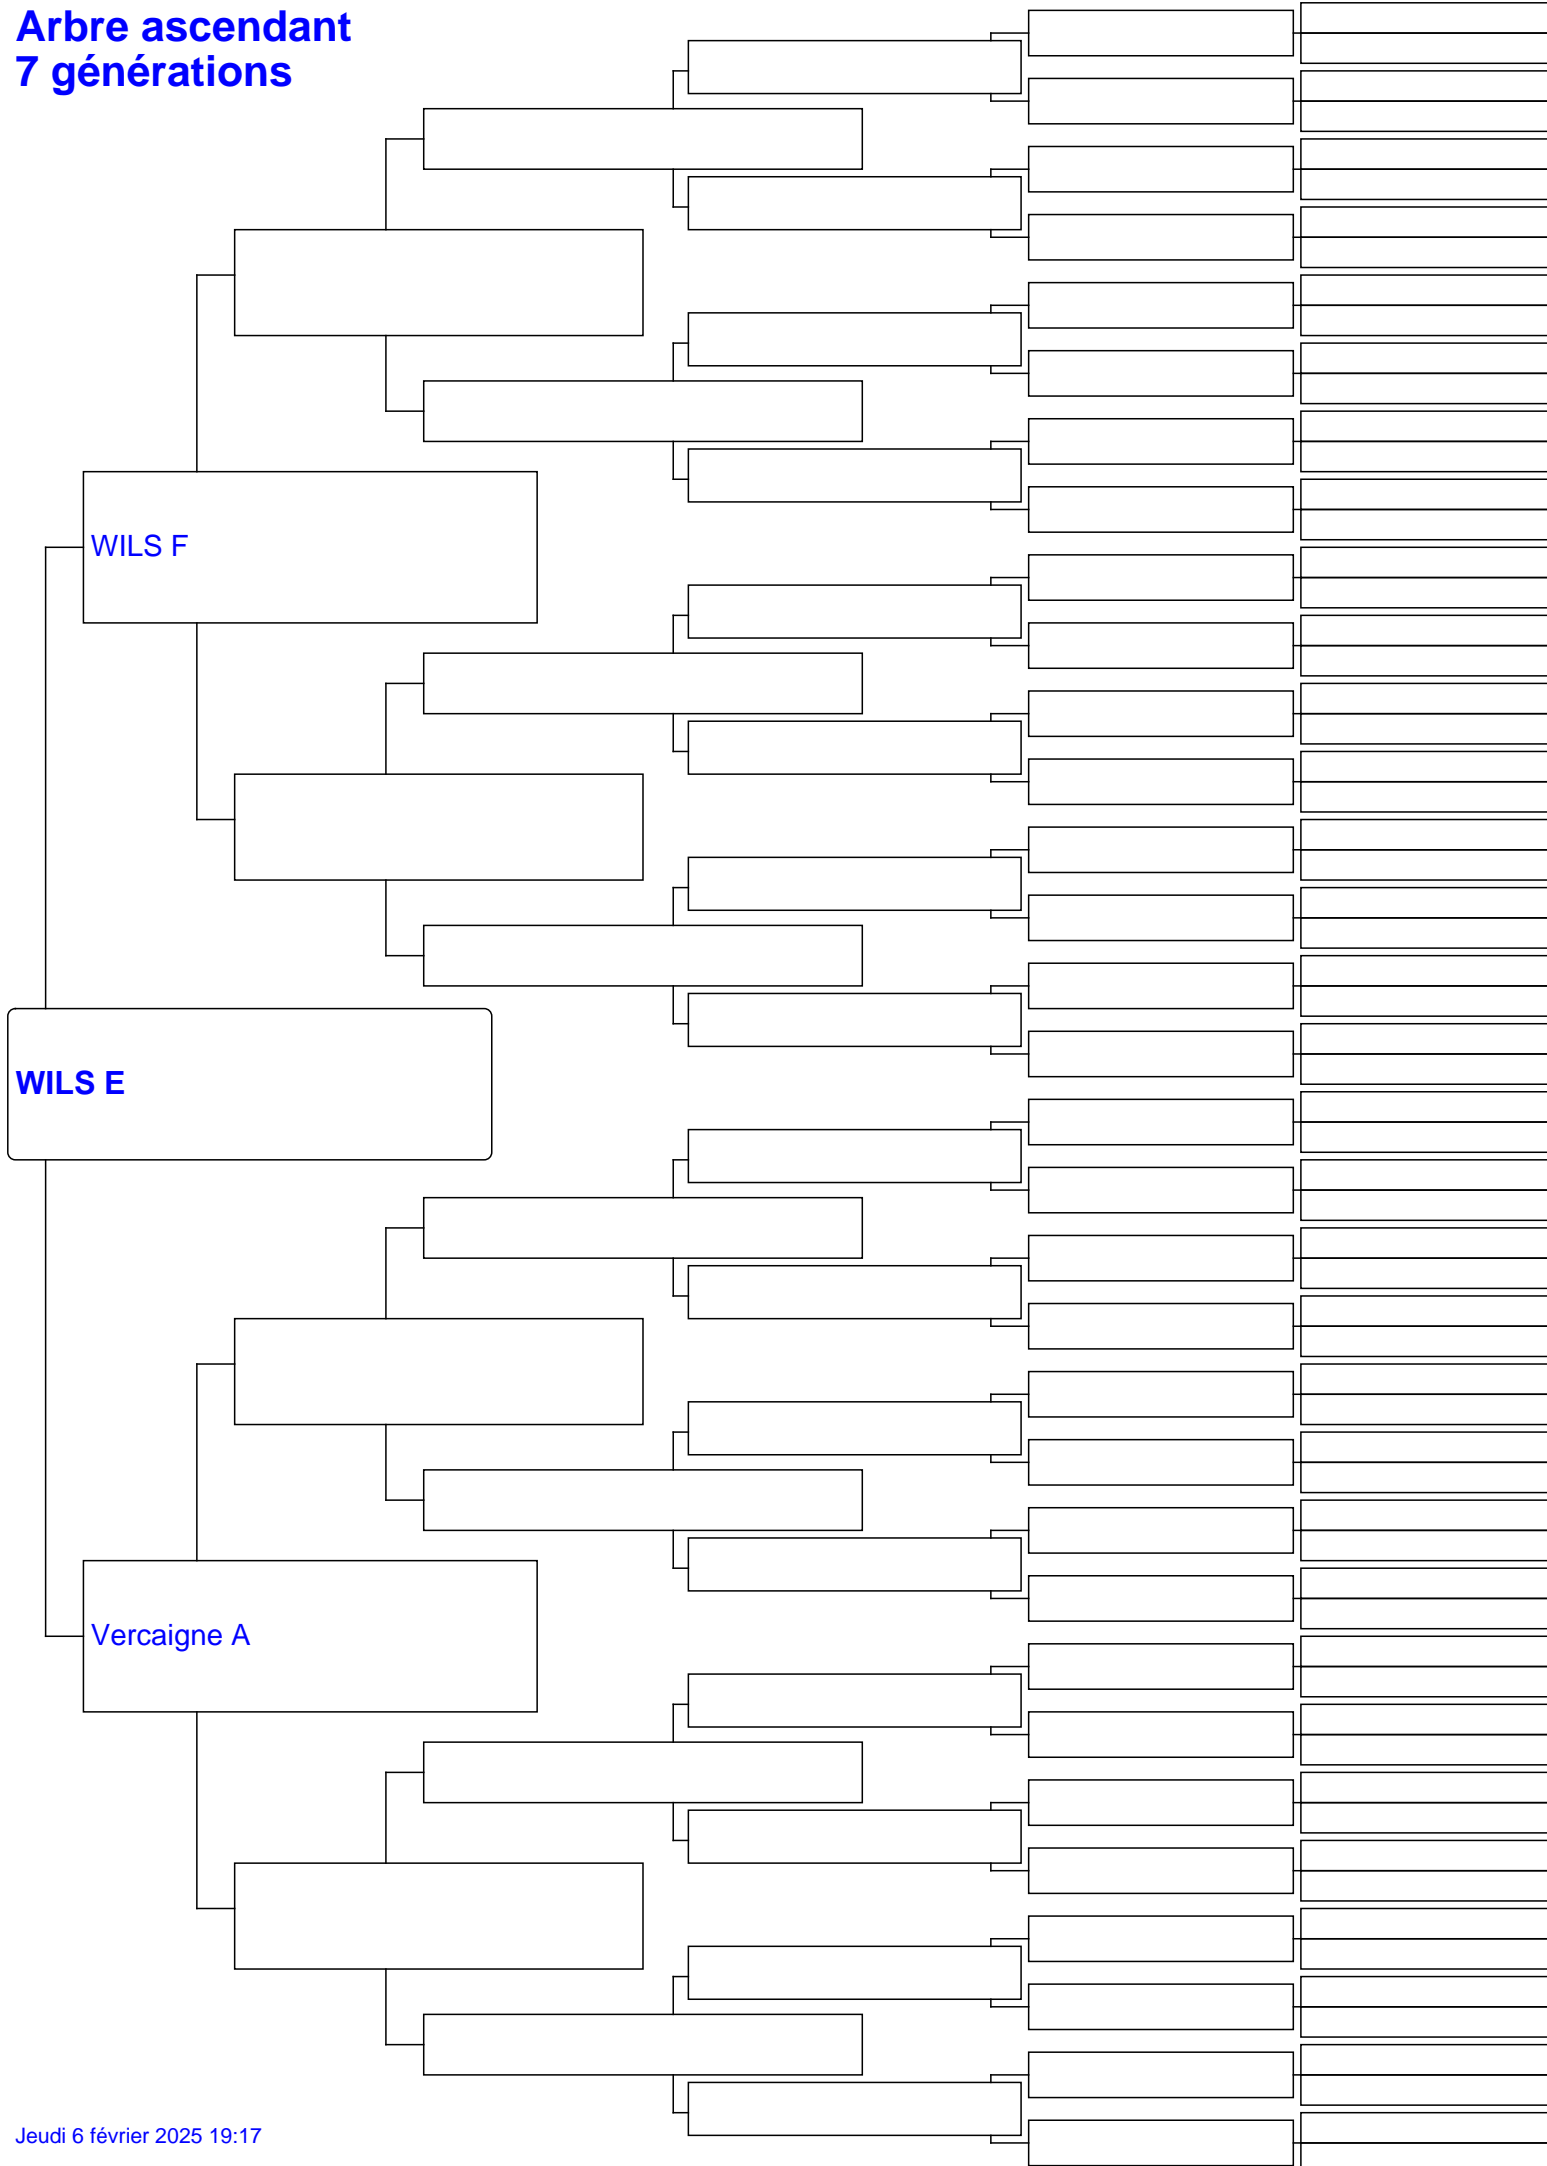 Arbre ascendant
7 générations
WILS F
WILS E
Vercaigne A
Jeudi 6 février 2025 19:17